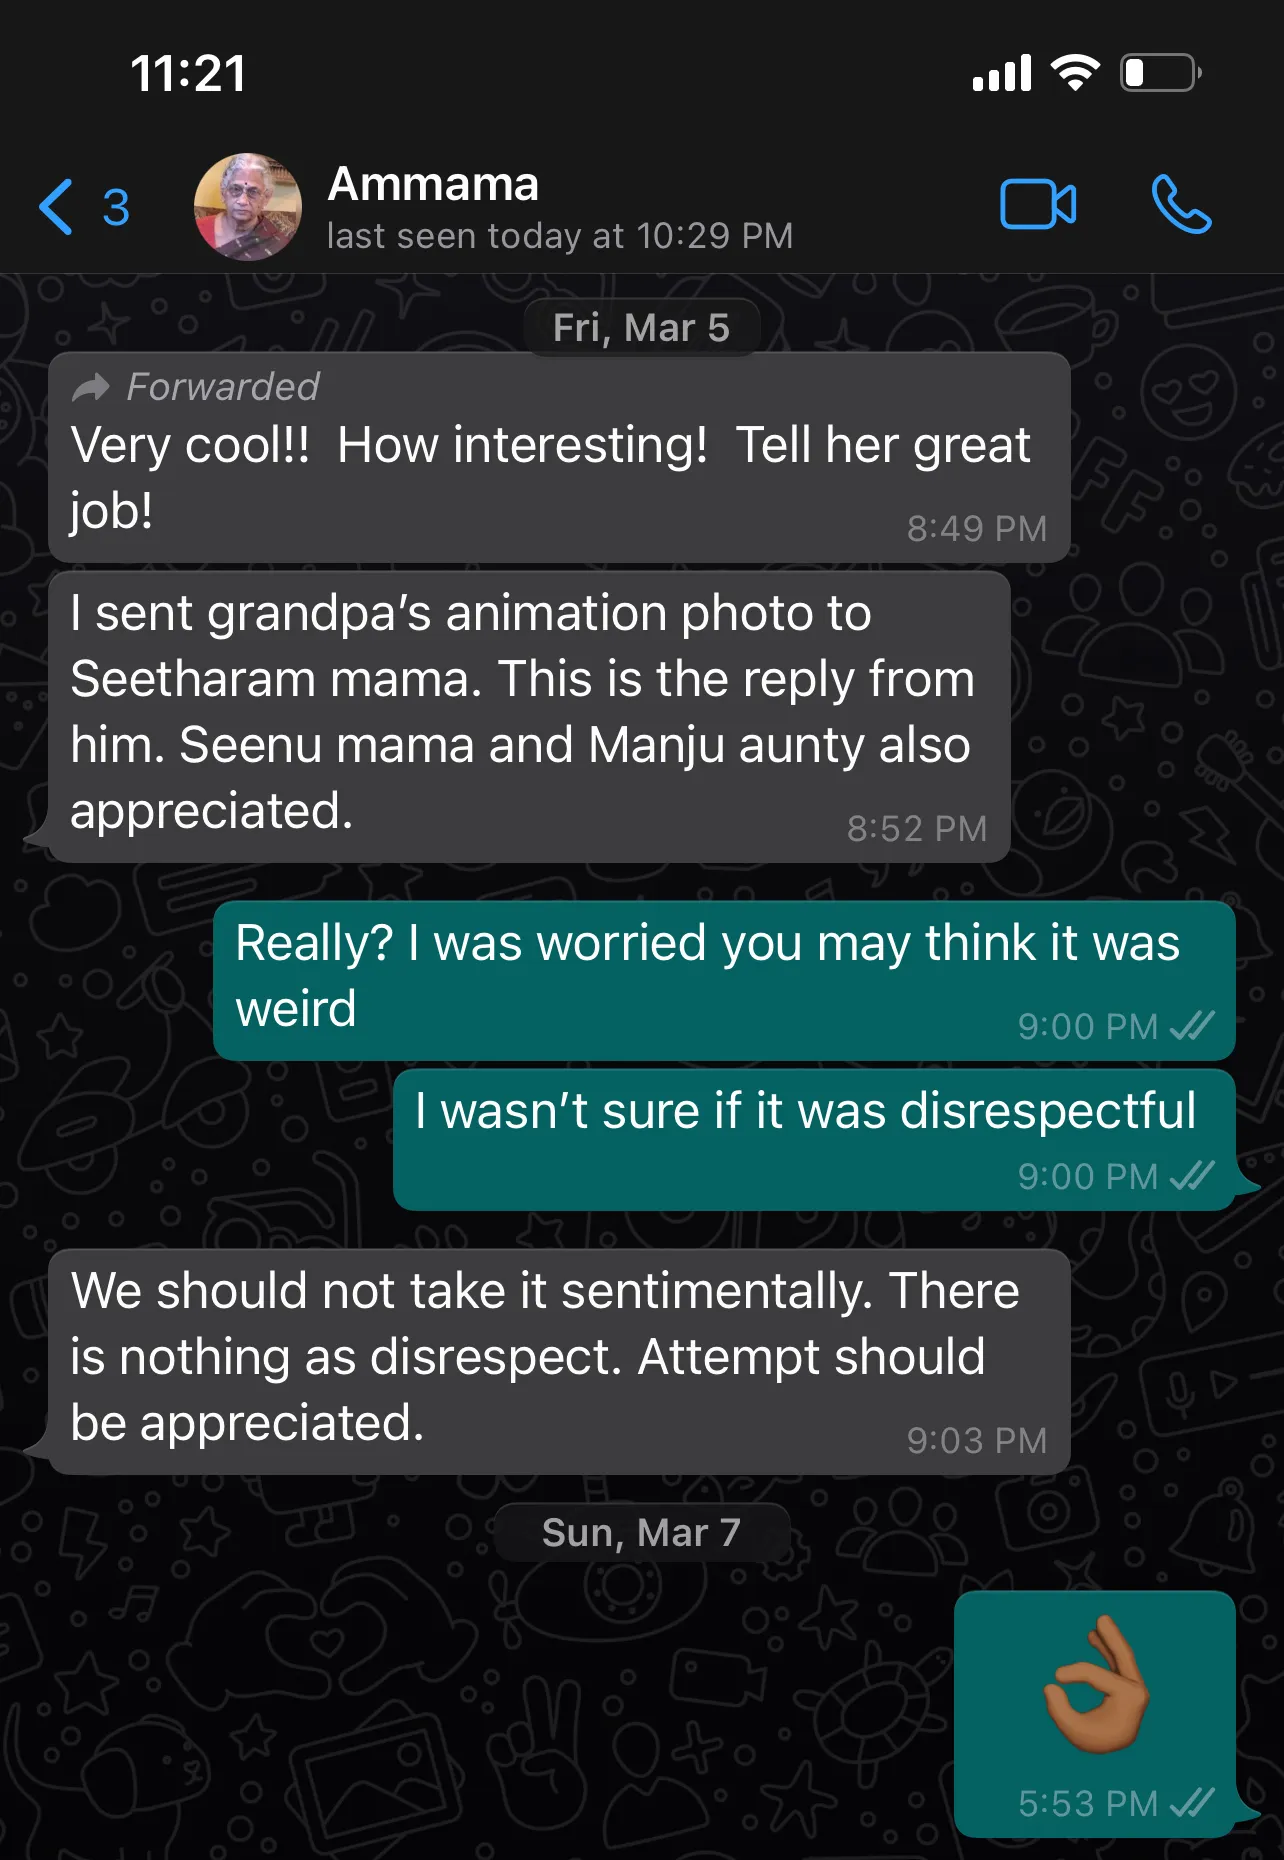 11:21
3
Ammama
last seen today at 10:29 PM
Fri, Mar 5
Forwarded
Very cool!!  How interesting!  Tell her great
job!
8:49 PM
I sent grandpa’s animation photo to
Seetharam mama. This is the reply from
him. Seenu mama and Manju aunty also
appreciated.
8:52 PM
Really? I was worried you may think it was
weird
9:00 PM
I wasn’t sure if it was disrespectful
9:00 PM
We should not take it sentimentally. There
is nothing as disrespect. Attempt should
be appreciated.
9:03 PM
Sun, Mar 7
👌🏾
5:53 PM